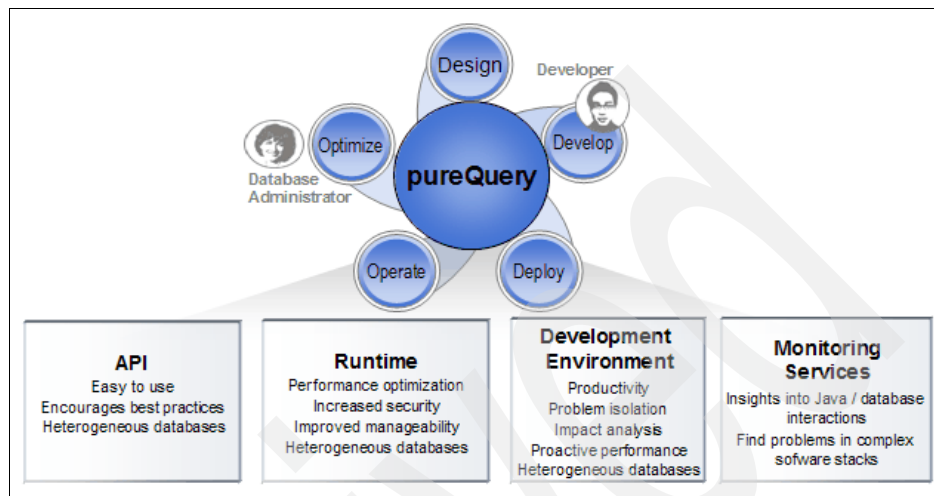 Design
Developer
Develop
Optimize
Database
Administrator
pureQuery
Operate
Deploy
API
Easy to use
Encourages best practices
Heterogeneous databases
Runtime
Performance optimization
Increased security
Improved manageability
Heterogeneous databases
Development
Environment
Productivity
Problem isolation
Impact analysis
Proactive performance
Heterogeneous databases
Monitoring
Services
Insights into Java / database
interactions
Find problems in complex
sofware stacks